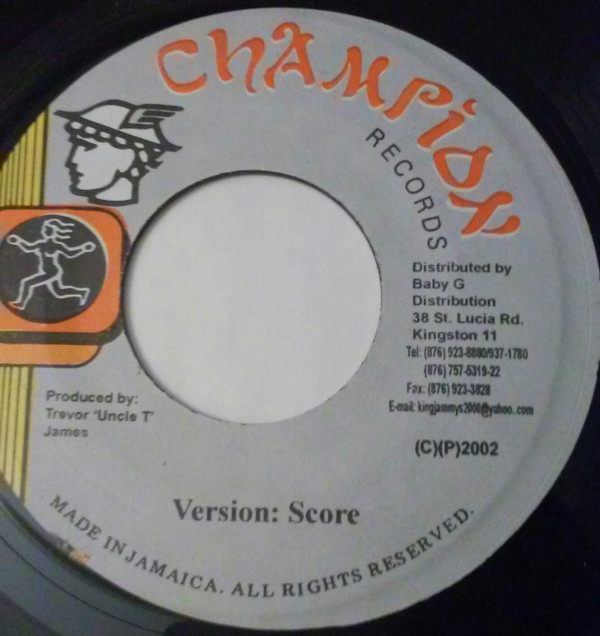 CHAMPION
RECORDS
Distributed by
Baby G
Distribution
38 St. Lucia Rd.
Kingston 11
Tel: (876) 923-8880/937-1780
(876) 757-5319-22
Fax: (876) 923-3828
E-mail: kingjammys2000@yahoo.com
(C)(P)2002
Produced by:
Trevor 'Uncle T'
James
Version: Score
MADE IN JAMAICA. ALL RIGHTS RESERVED.